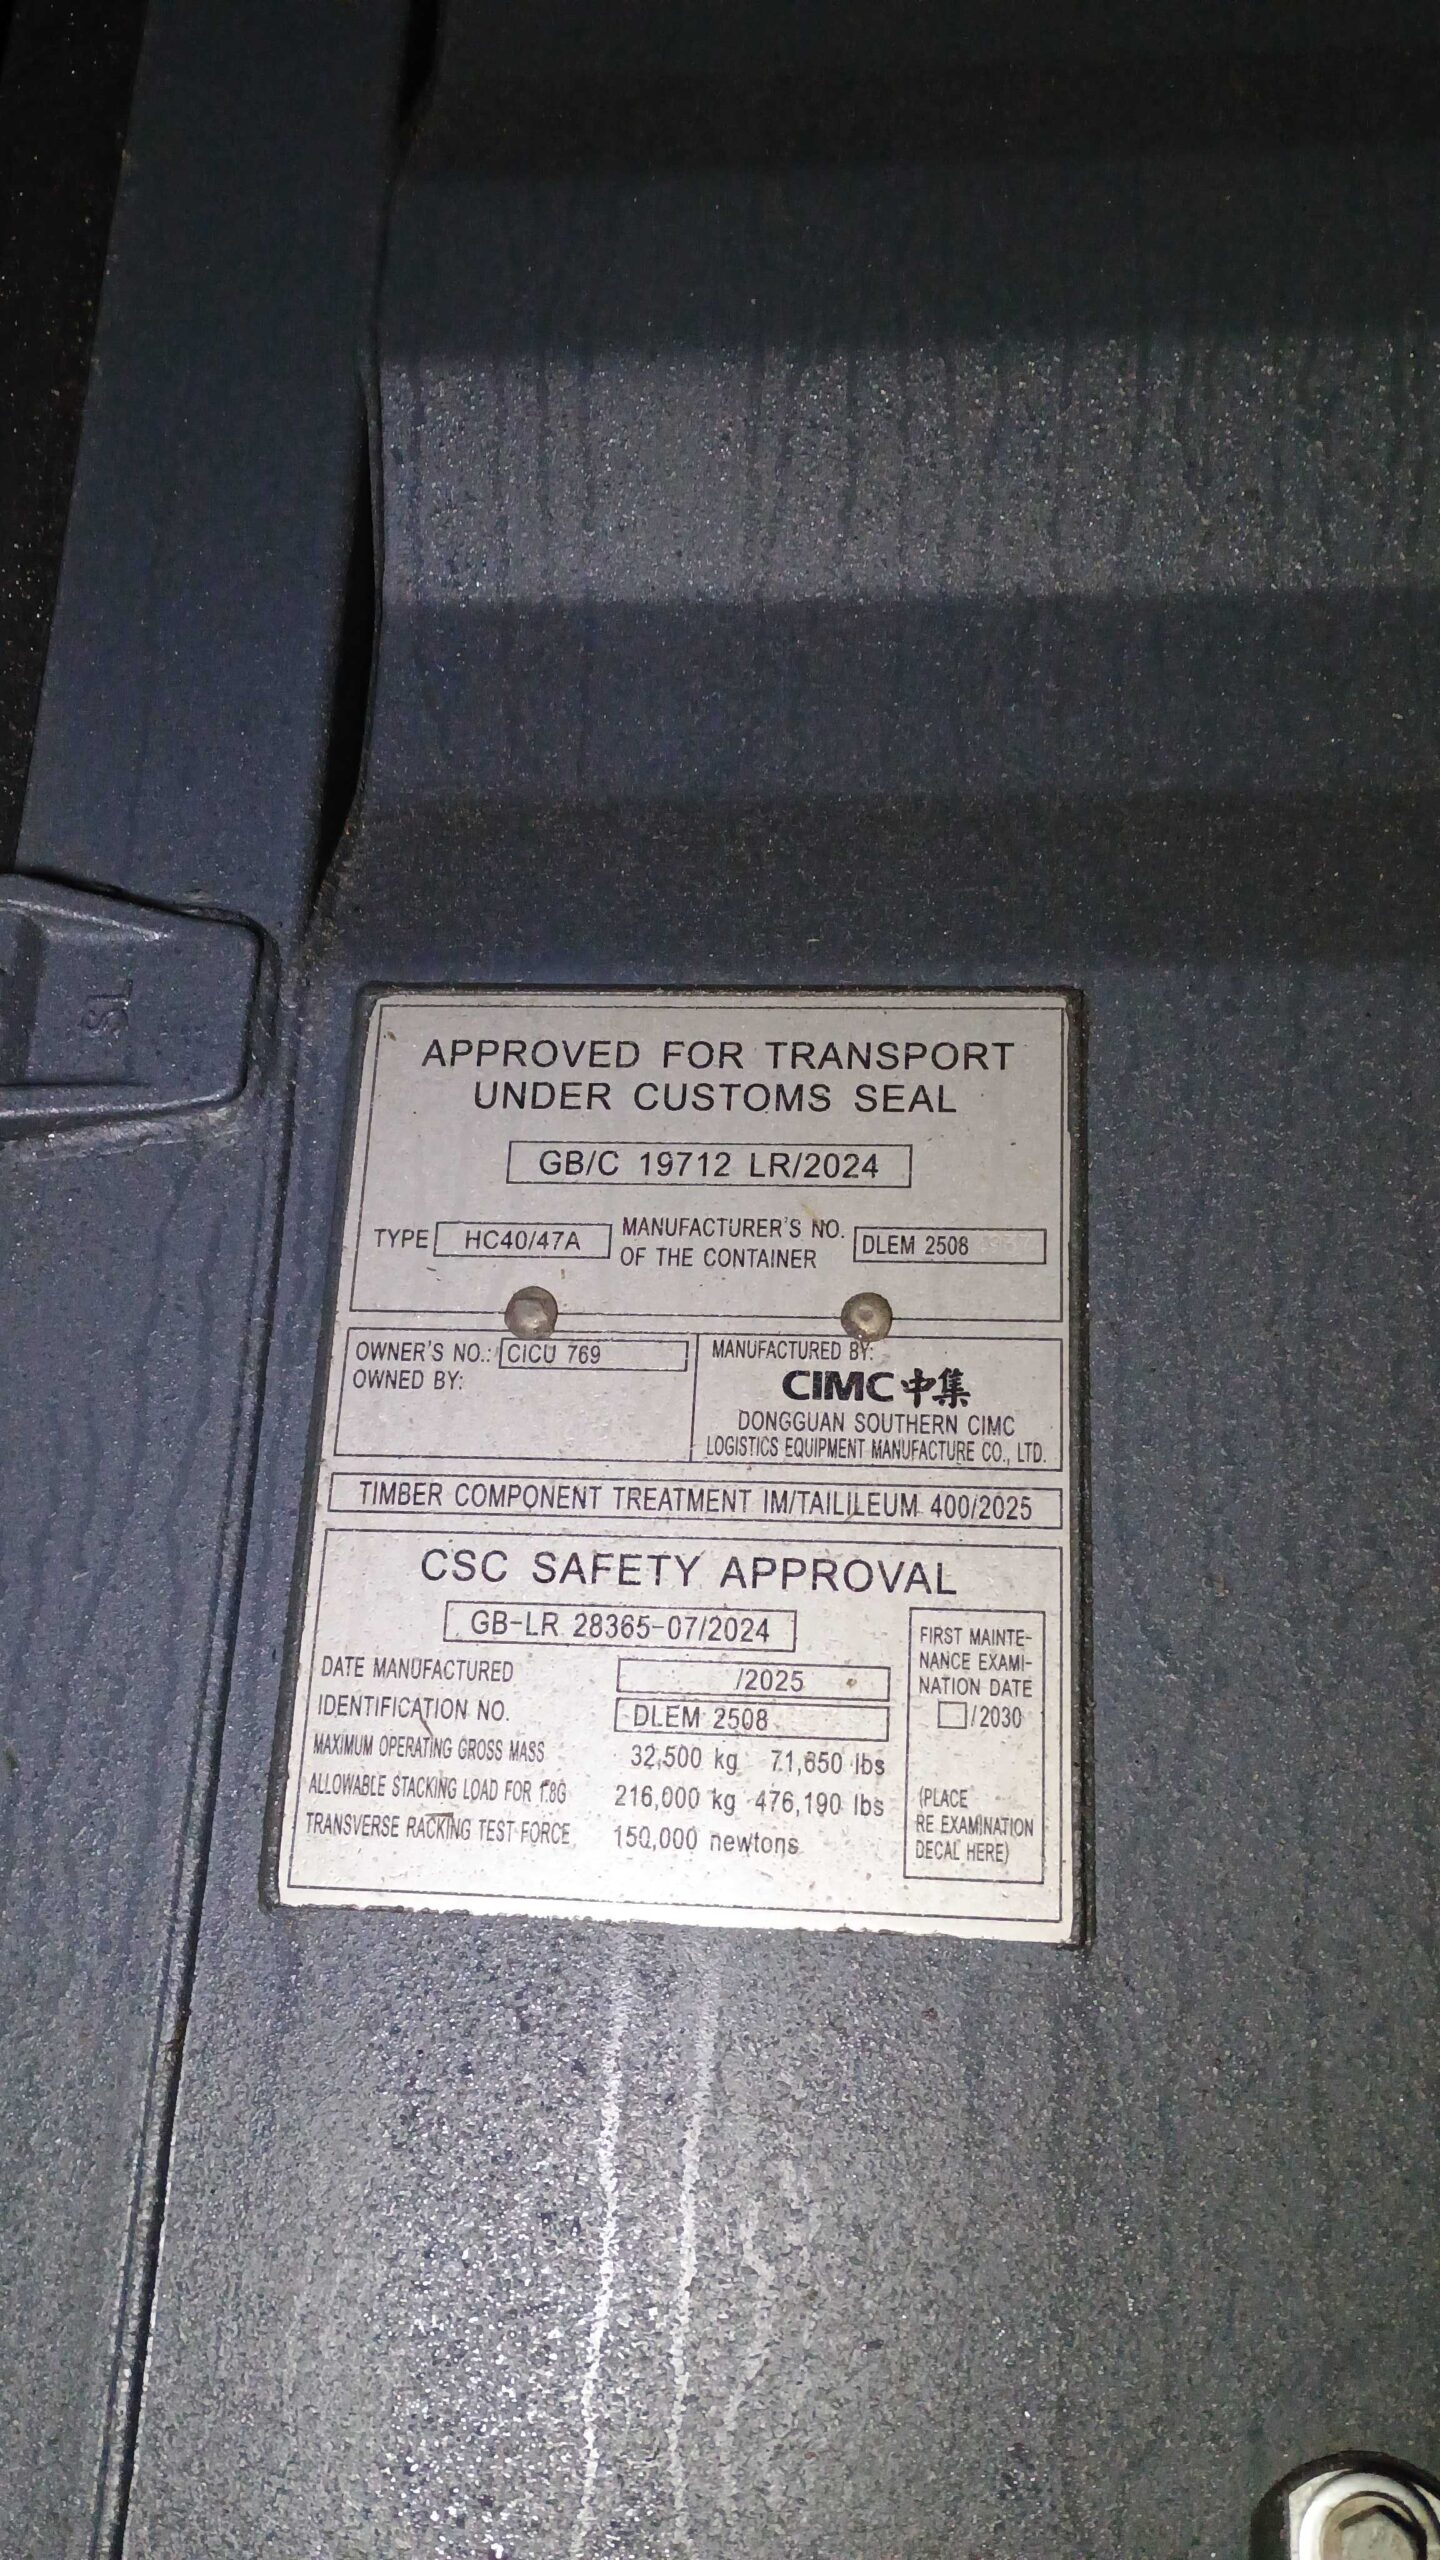 SL
APPROVED FOR TRANSPORT
UNDER CUSTOMS SEAL
GB/C 19712 LR/2024
TYPE HC40/47A MANUFACTURER'S NO. OF THE CONTAINER DLEM 2508
OWNER'S NO.: CICU 769
OWNED BY:
MANUFACTURED BY:
CIMC中集
DONGGUAN SOUTHERN CIMC
LOGISTICS EQUIPMENT MANUFACTURE CO., LTD.
TIMBER COMPONENT TREATMENT IM/TAILILEUM 400/2025
CSC SAFETY APPROVAL
GB-LR 28365-07/2024
DATE MANUFACTURED /2025
IDENTIFICATION NO. DLEM 2508
MAXIMUM OPERATING GROSS MASS 32,500 kg 71,650 lbs
ALLOWABLE STACKING LOAD FOR 1.8G 216,000 kg 476,190 lbs
TRANSVERSE RACKING TEST FORCE 150,000 newtons
FIRST MAINTE-
NANCE EXAMI-
NATION DATE
/2030
(PLACE
RE EXAMINATION
DECAL HERE)